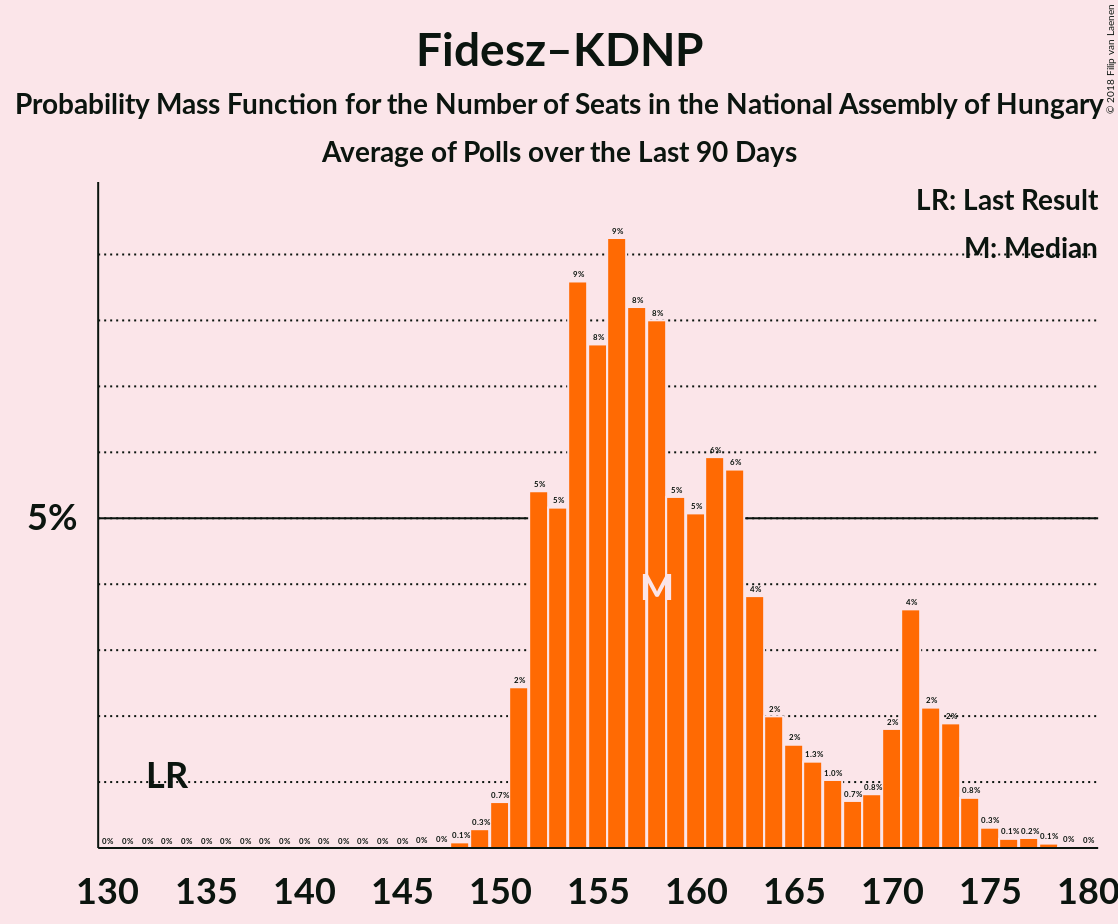 Fidesz–KDNP
Probability Mass Function for the Number of Seats in the National Assembly of Hungary
Average of Polls over the Last 90 Days
© 2018 Filip van Laenen
LR: Last Result
M: Median
9%
9%
8% 8% 8%
6% 6%
5% 5% 5% 5%
5%
M
4% 4%
2% 2% 2% 2% 2% 2%
LR
1.3% 1.0% 0.7% 0.8% 0.8%
0.7% 0.3% 0.3%
0% 0% 0% 0% 0% 0% 0% 0% 0% 0% 0% 0% 0% 0% 0% 0% 0% 0% 0.1% 0.1% 0.2% 0.1% 0% 0%
130 135 140 145 150 155 160 165 170 175 180